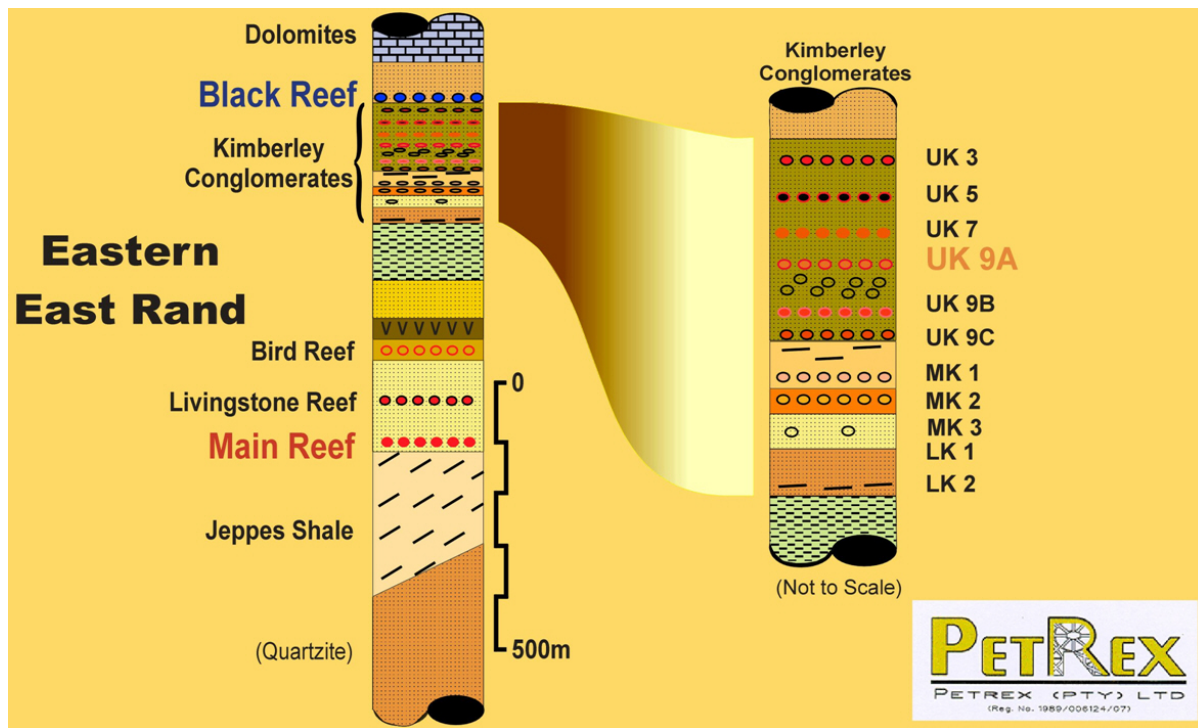 Dolomites
Black Reef
Kimberley
Conglomerates
Eastern
East Rand
Bird Reef
Livingstone Reef
Main Reef
Jeppes Shale
(Quartzite)
0
500m
Kimberley
Conglomerates
UK 3
UK 5
UK 7
UK 9A
UK 9B
UK 9C
MK 1
MK 2
MK 3
LK 1
LK 2
(Not to Scale)
PETREX
PETREX (PTY) LTD
(Reg. No. 1989/006124/07)